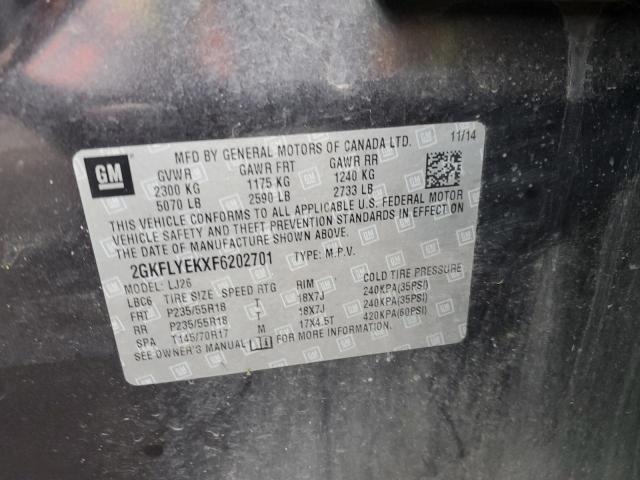 11/14
MFD BY GENERAL MOTORS OF CANADA LTD.
GM
GVWR GAWR FRT GAWR RR
2300 KG 1175 KG 1240 KG
5070 LB 2590 LB 2733 LB
THIS VEHICLE CONFORMS TO ALL APPLICABLE U.S. FEDERAL MOTOR
VEHICLE SAFETY AND THEFT PREVENTION STANDARDS IN EFFECT ON
THE DATE OF MANUFACTURE SHOWN ABOVE.
2GKFLYEKXF6202701 TYPE: M.P.V.
MODEL: LJ26
LBC6 TIRE SIZE SPEED RTG RIM COLD TIRE PRESSURE
FRT P235/55R18 T 18X7J 240KPA(35PSI)
RR P235/55R18 T 18X7J 240KPA(35PSI)
SPA T145/70R17 M 17X4.5T 420KPA(60PSI)
SEE OWNER'S MANUAL FOR MORE INFORMATION.